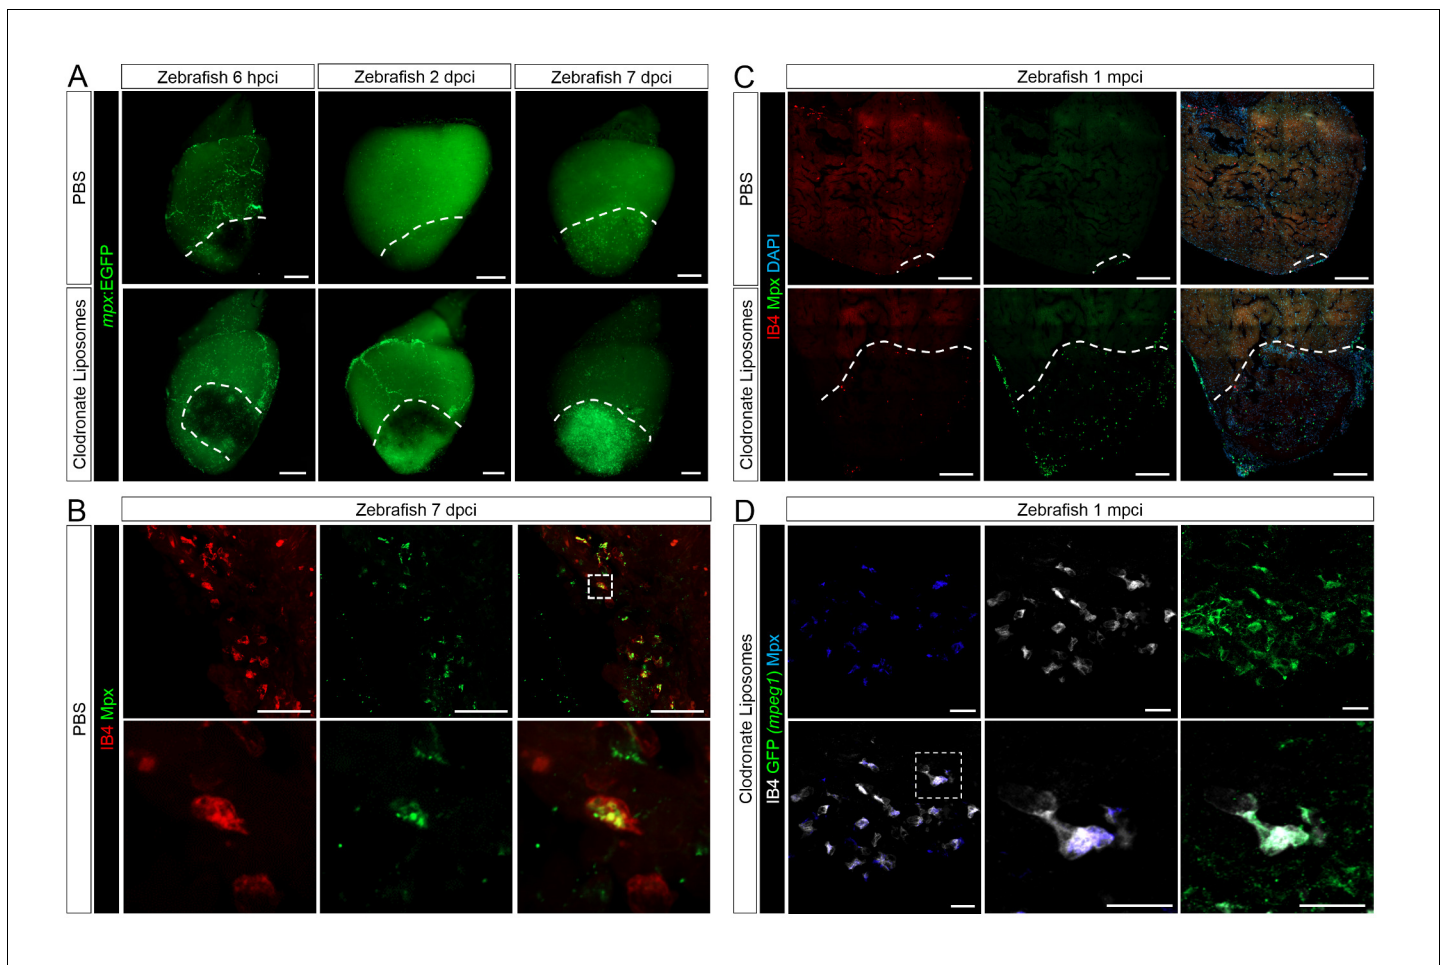 A
Zebrafish 6 hpci
Zebrafish 2 dpci
Zebrafish 7 dpci
PBS
Clodronate Liposomes
mpx:EGFP
B
Zebrafish 7 dpci
PBS
IB4 Mpx
C
Zebrafish 1 mpci
PBS
Clodronate Liposomes
IB4 Mpx DAPI
D
Zebrafish 1 mpci
Clodronate Liposomes
IB4 GFP (mpeg1) Mpx